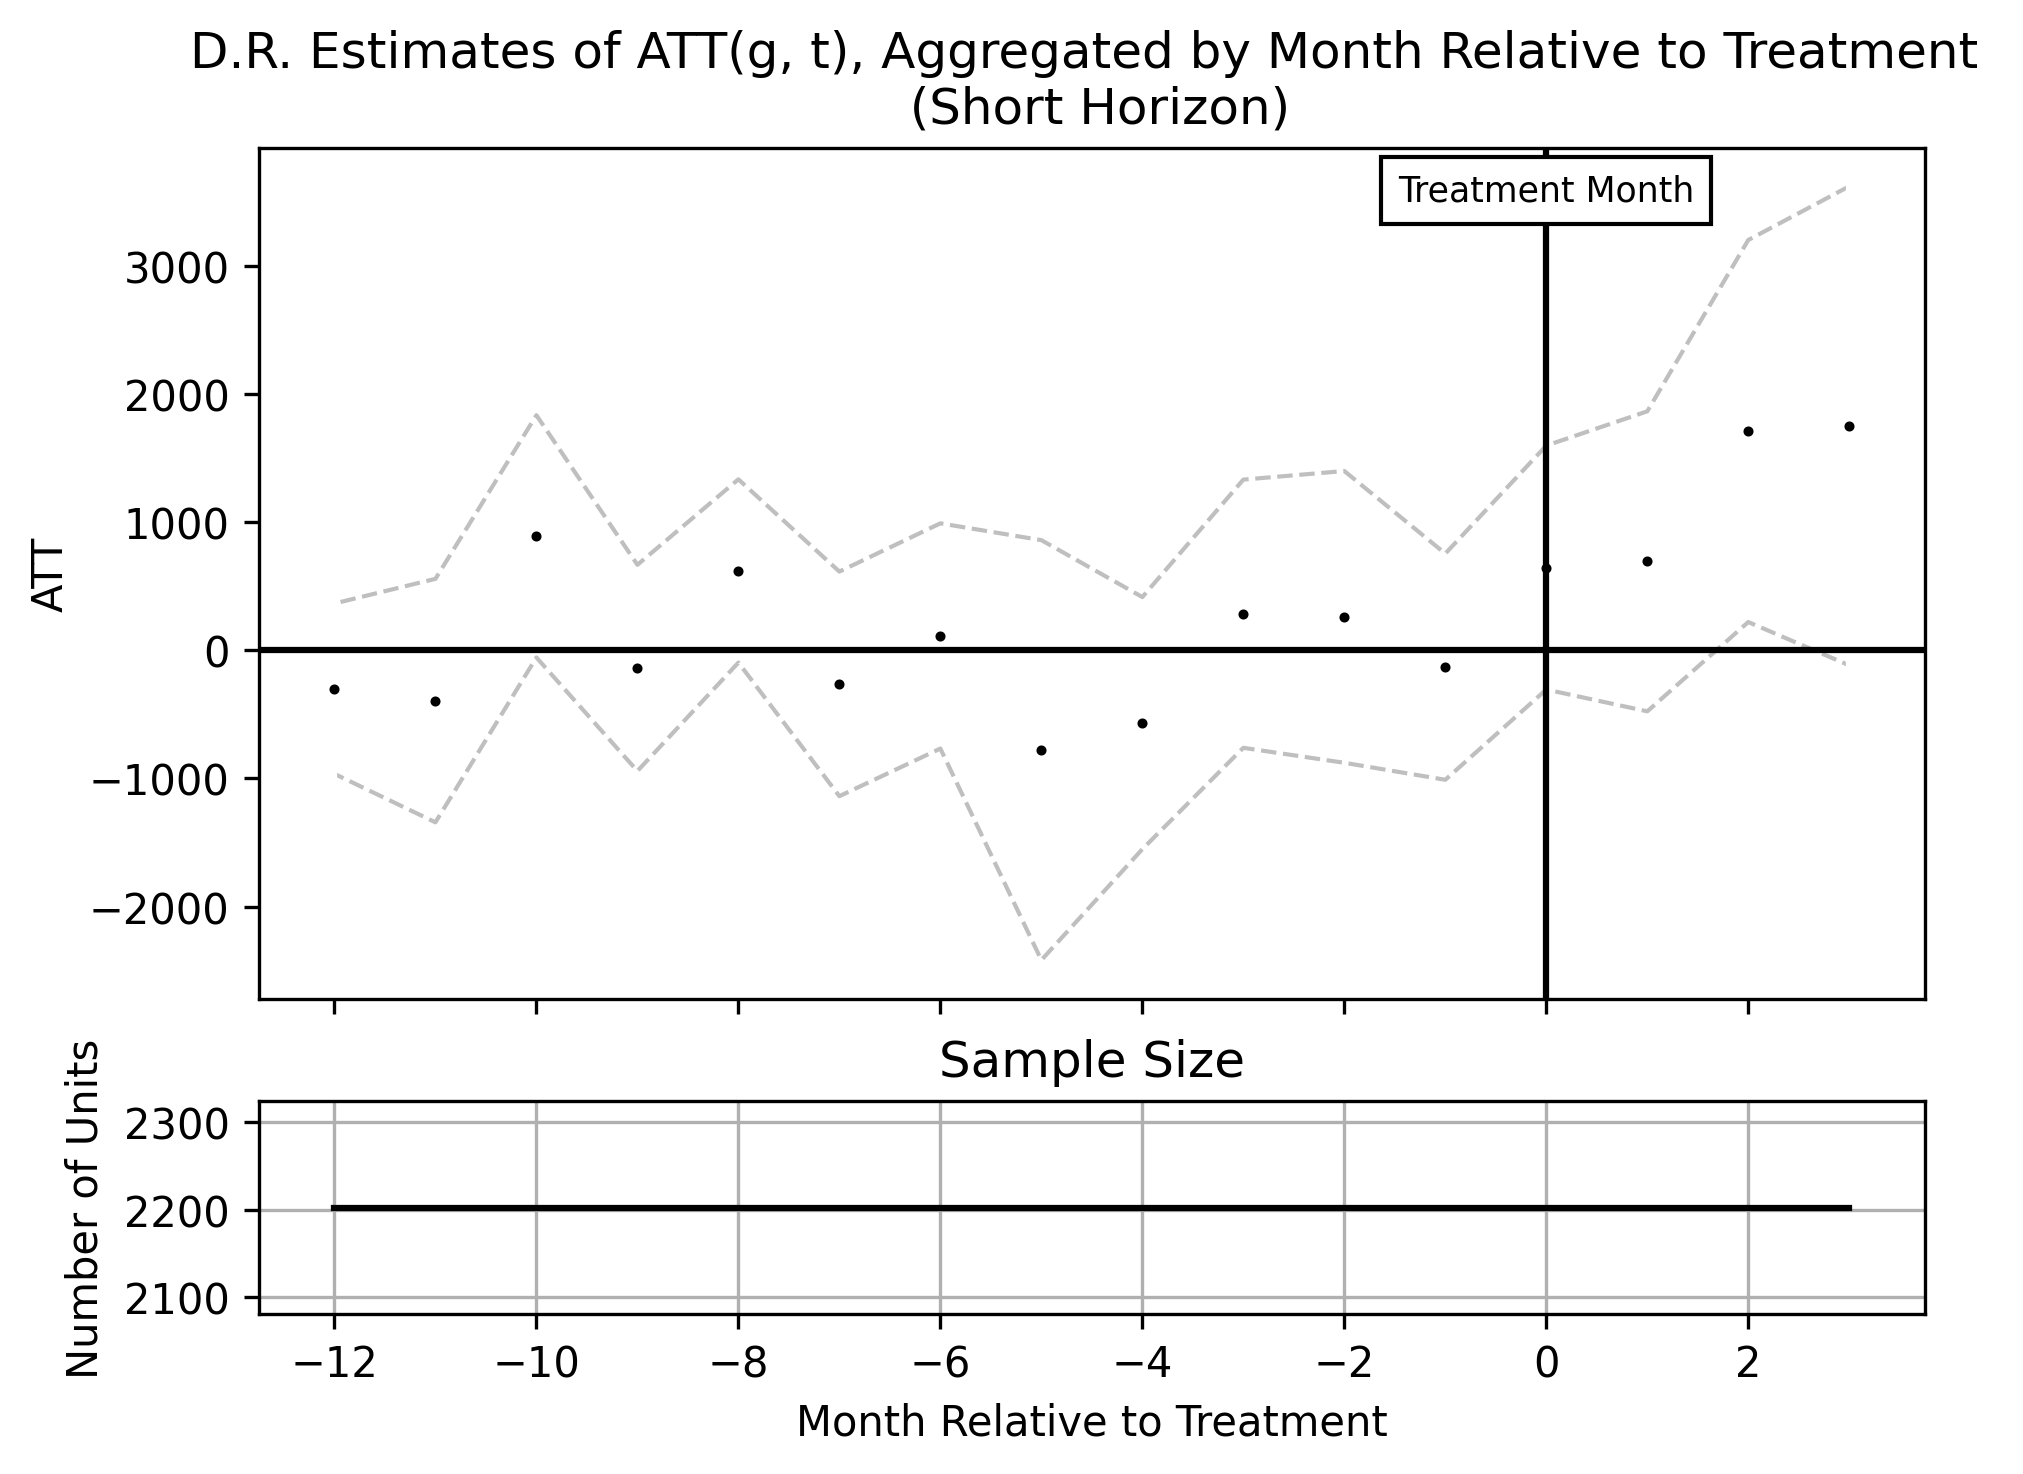 D.R. Estimates of ATT(g, t), Aggregated by Month Relative to Treatment
(Short Horizon)
Treatment Month
3000
2000
1000
0
−1000
−2000
ATT
Sample Size
2300
2200
2100
Number of Units
−12
−10
−8
−6
−4
−2
0
2
Month Relative to Treatment